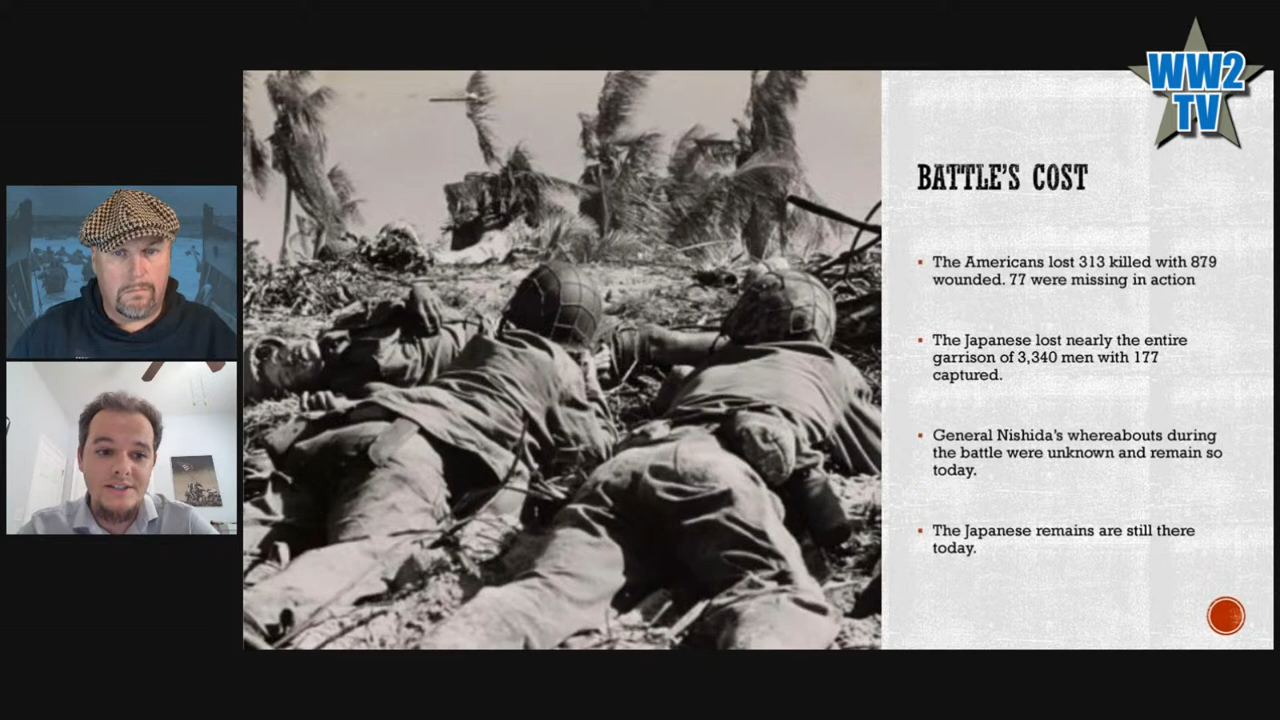 WW2
TV
BATTLE'S COST
The Americans lost 313 killed with 879
wounded. 77 were missing in action
The Japanese lost nearly the entire
garrison of 3,340 men with 177
captured.
General Nishida's whereabouts during
the battle were unknown and remain so
today.
The Japanese remains are still there
today.